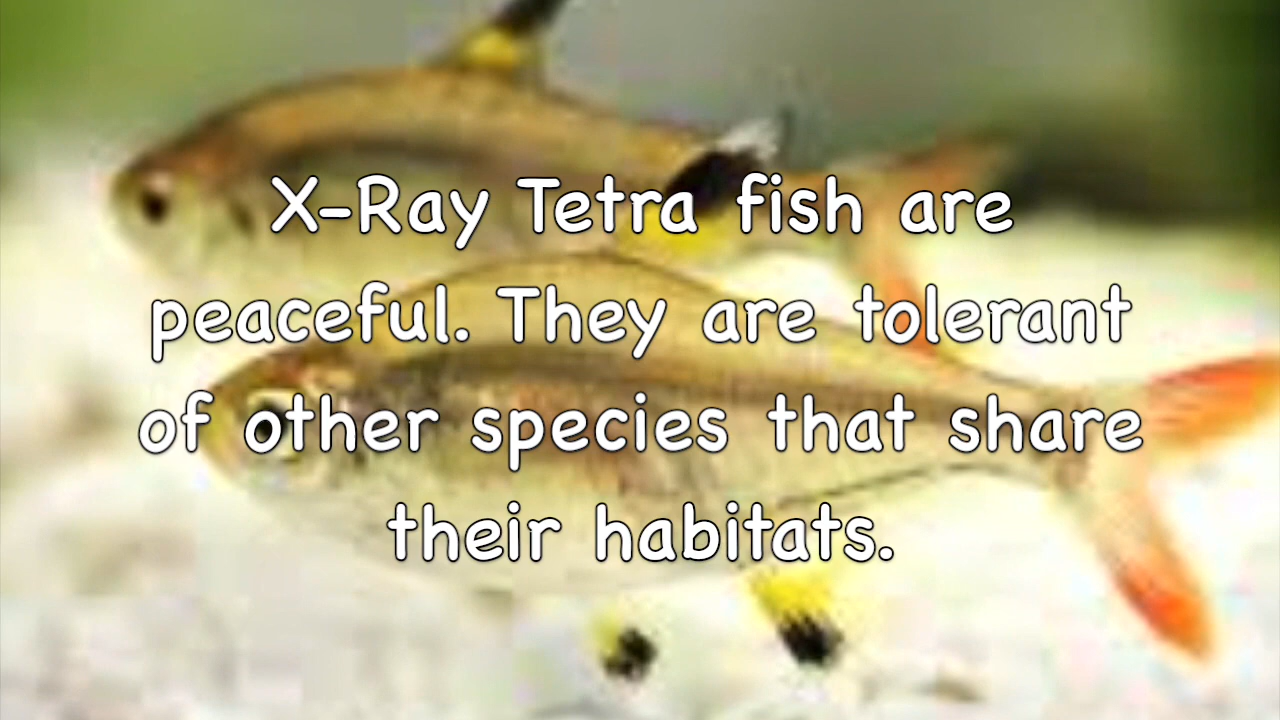 X-Ray Tetra fish are
peaceful. They are tolerant
of other species that share
their habitats.